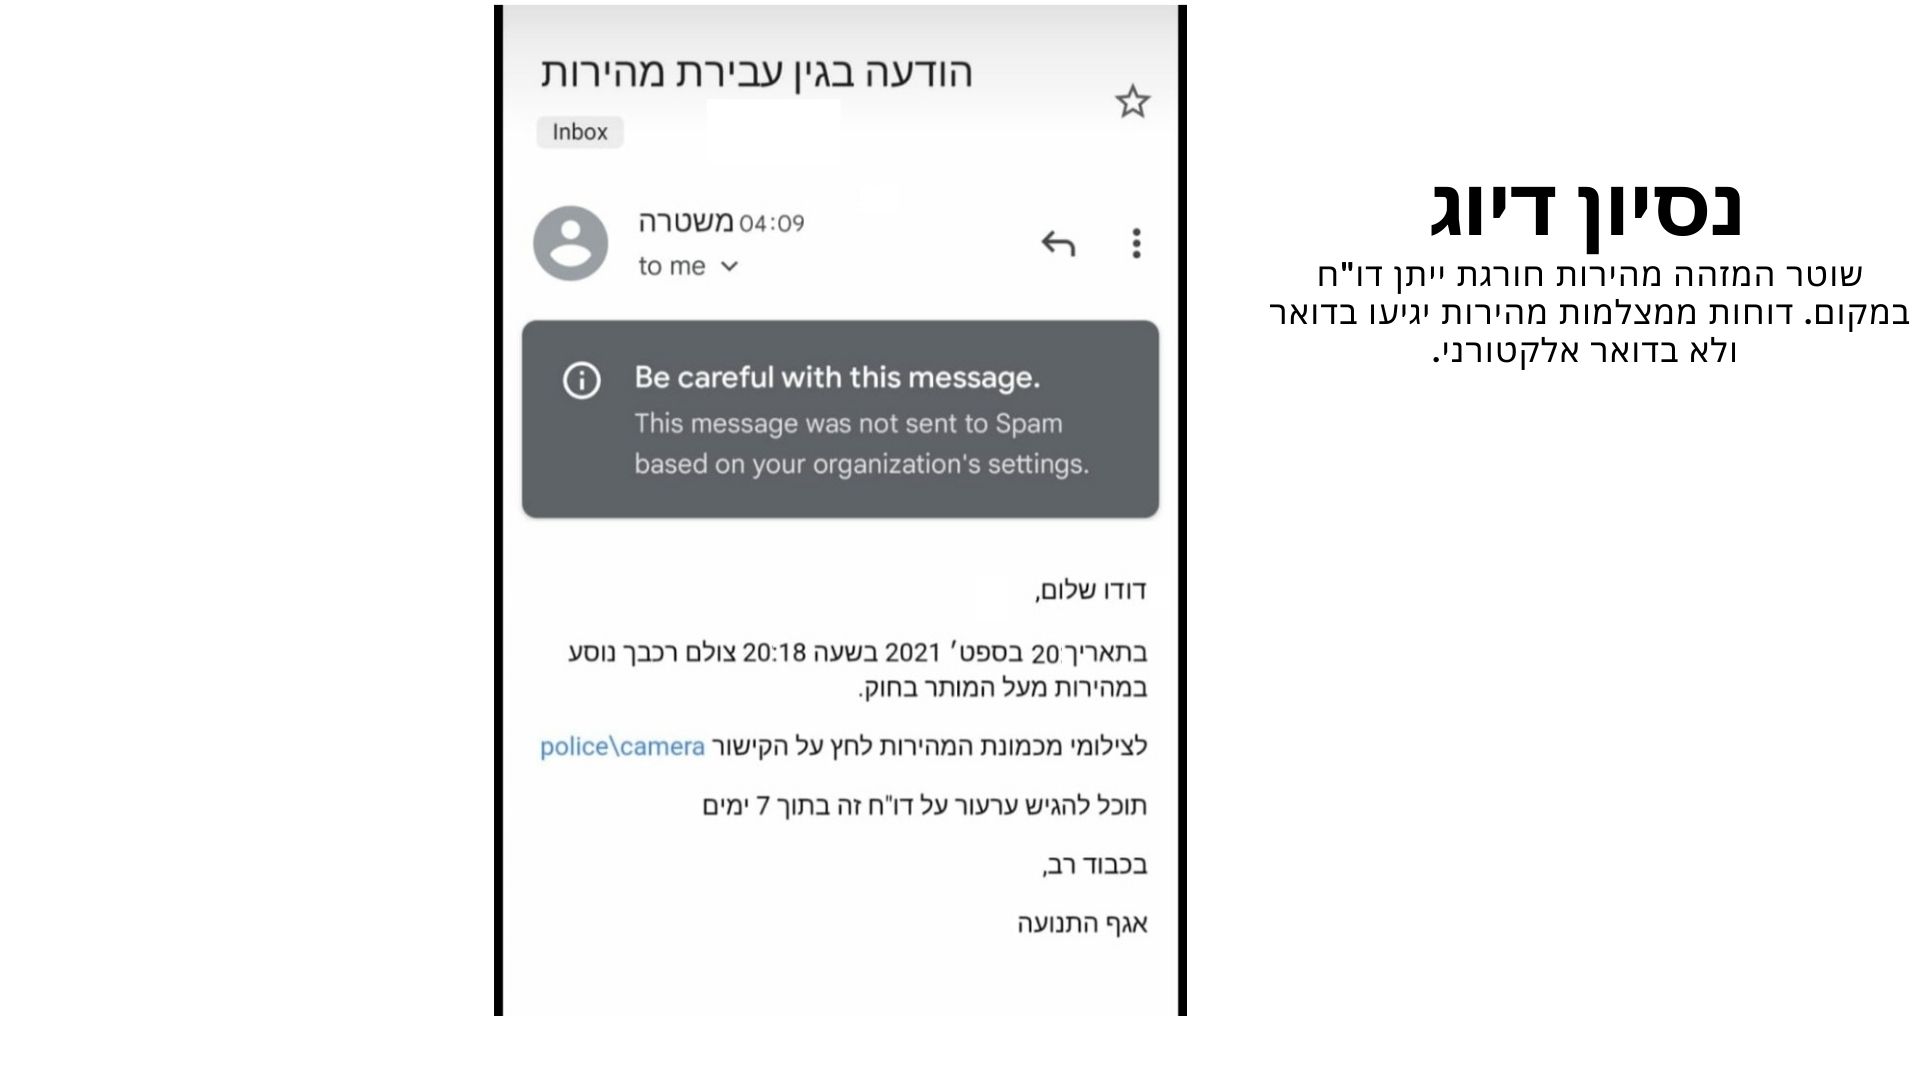 הודעה בגין עבירת מהירות
Inbox
משטרה 04:09
to me
Be careful with this message.
This message was not sent to Spam
based on your organization's settings.
דודו שלום,
בתאריך 20 בספט׳ 2021 בשעה 20:18 צולם רכבך נוסע
במהירות מעל המותר בחוק.
לצילומי מכמונת המהירות לחץ על הקישור police\camera
תוכל להגיש ערעור על דו"ח זה בתוך 7 ימים
בכבוד רב,
אגף התנועה
נסיון דיוג
שוטר המזהה מהירות חורגת ייתן דו"ח
במקום. דוחות ממצלמות מהירות יגיעו בדואר
ולא בדואר אלקטורני.